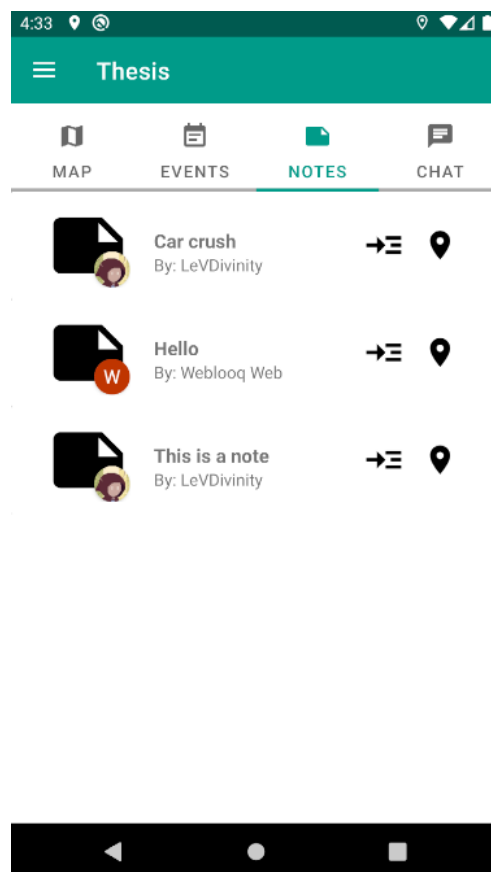 4:33
Thesis
MAP EVENTS NOTES CHAT
Car crush
By: LeVDivinity
Hello
By: Weblooq Web
W
This is a note
By: LeVDivinity